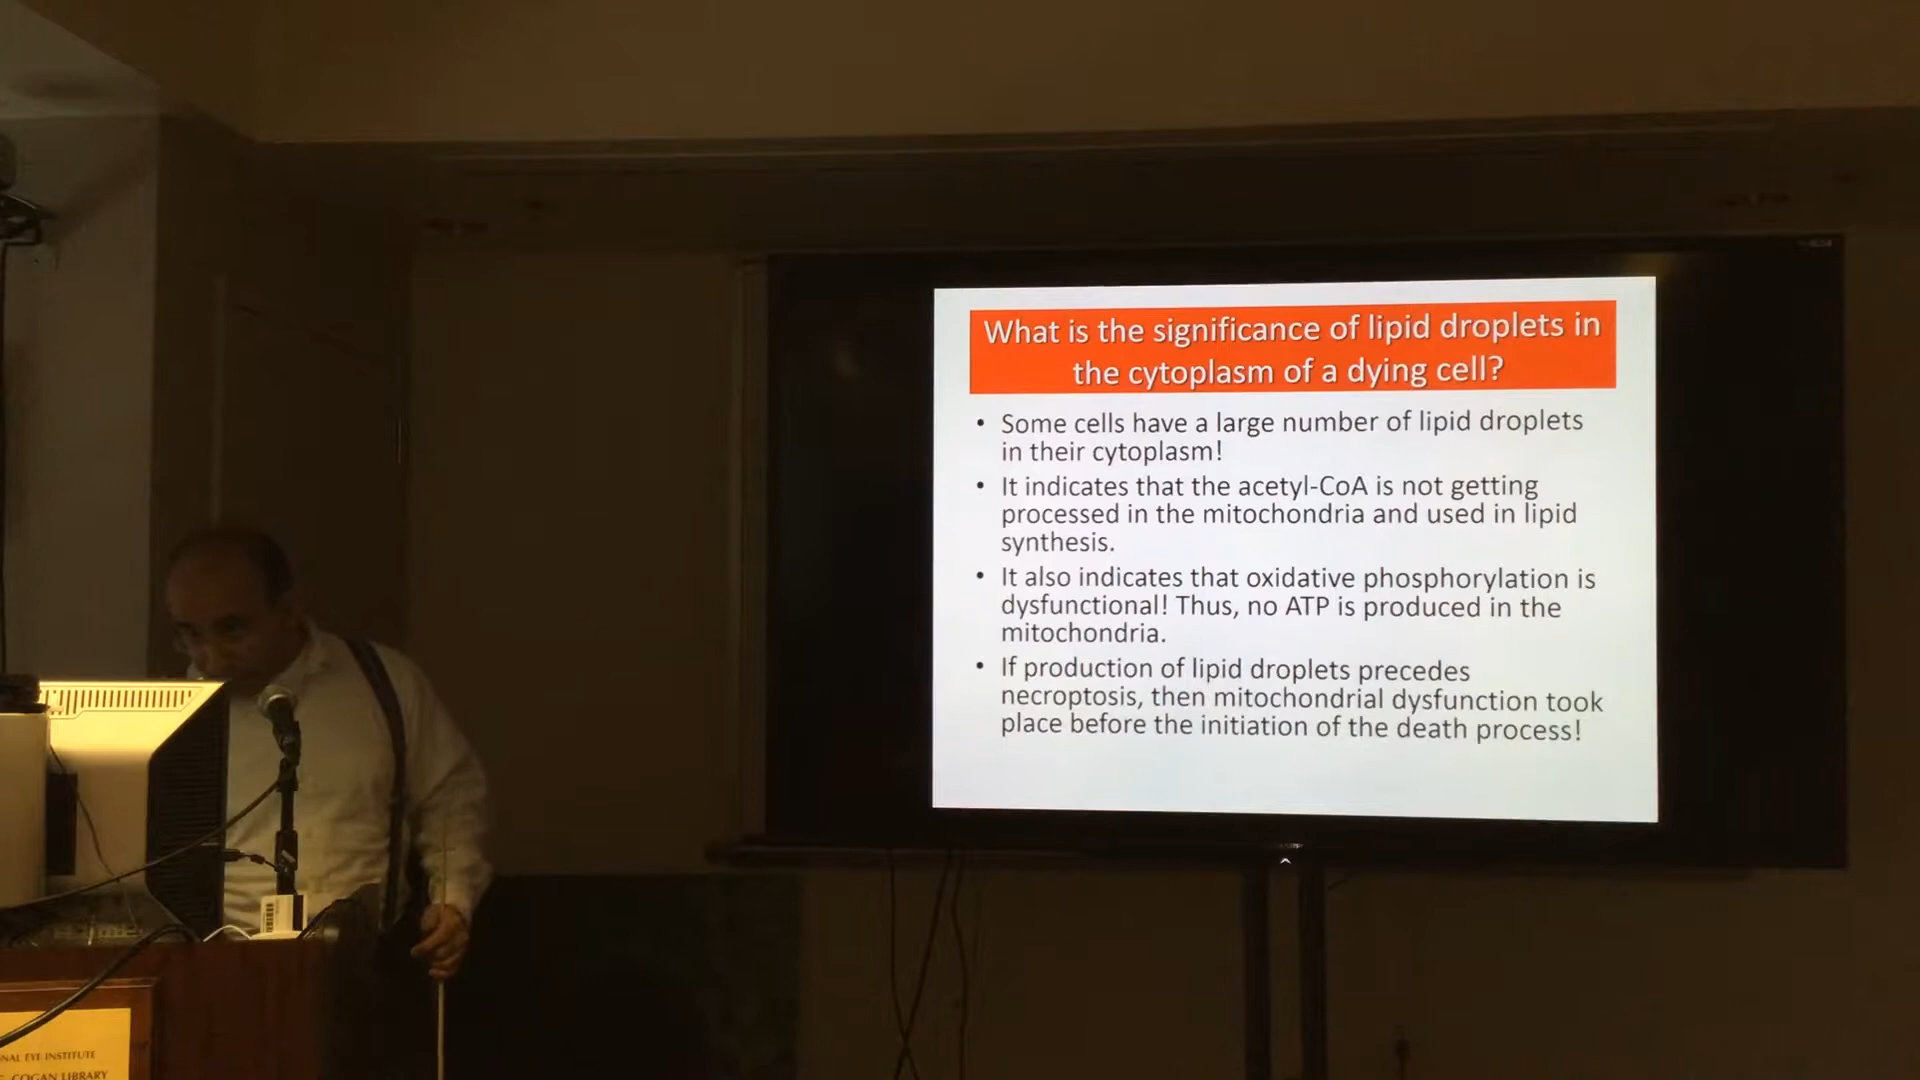 What is the significance of lipid droplets in
the cytoplasm of a dying cell?
• Some cells have a large number of lipid droplets
in their cytoplasm!
• It indicates that the acetyl-CoA is not getting
processed in the mitochondria and used in lipid
synthesis.
• It also indicates that oxidative phosphorylation is
dysfunctional! Thus, no ATP is produced in the
mitochondria.
• If production of lipid droplets precedes
necroptosis, then mitochondrial dysfunction took
place before the initiation of the death process!
NAL EYE INSTITUTE
COGAN LIBRARY